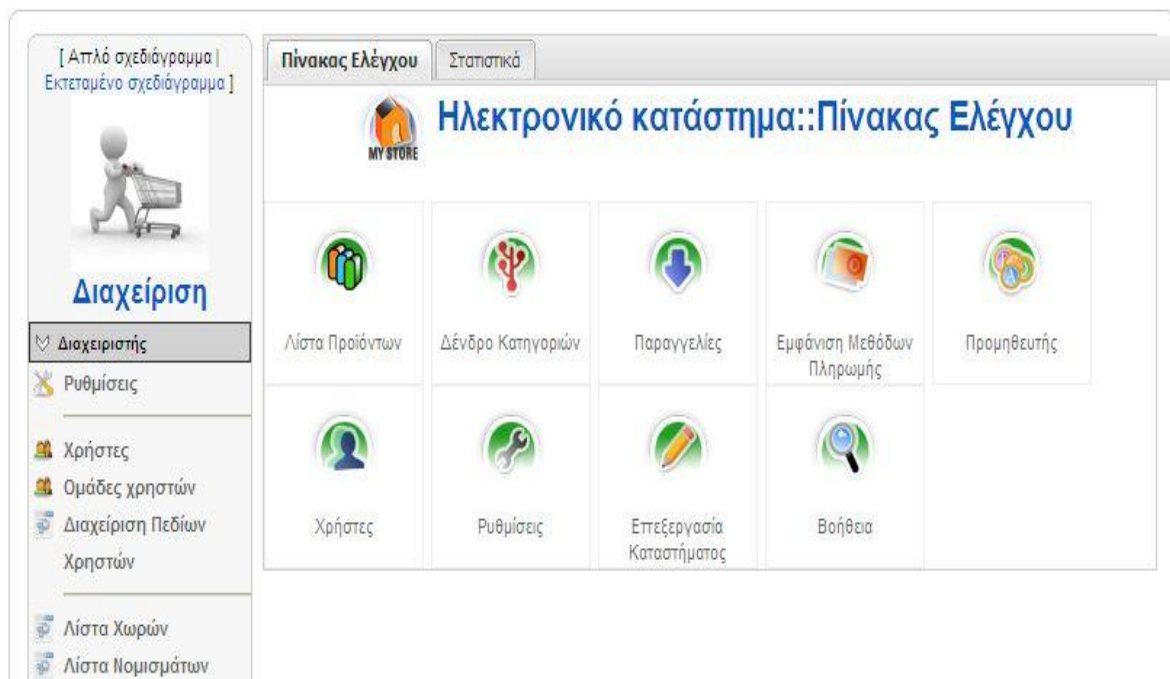 [ Απλό σχεδιάγραμμα |
Εκτεταμένο σχεδιάγραμμα ]
Διαχείριση
Διαχειριστής
Ρυθμίσεις
Χρήστες
Ομάδες χρηστών
Διαχείριση Πεδίων
Χρηστών
Λίστα Χωρών
Λίστα Νομισμάτων
Πίνακας Ελέγχου
Στατιστικά
MY STORE
Ηλεκτρονικό κατάστημα::Πίνακας Ελέγχου
Λίστα Προϊόντων
Δένδρο Κατηγοριών
Παραγγελίες
Εμφάνιση Μεθόδων
Πληρωμής
Προμηθευτής
Χρήστες
Ρυθμίσεις
Επεξεργασία
Καταστήματος
Βοήθεια